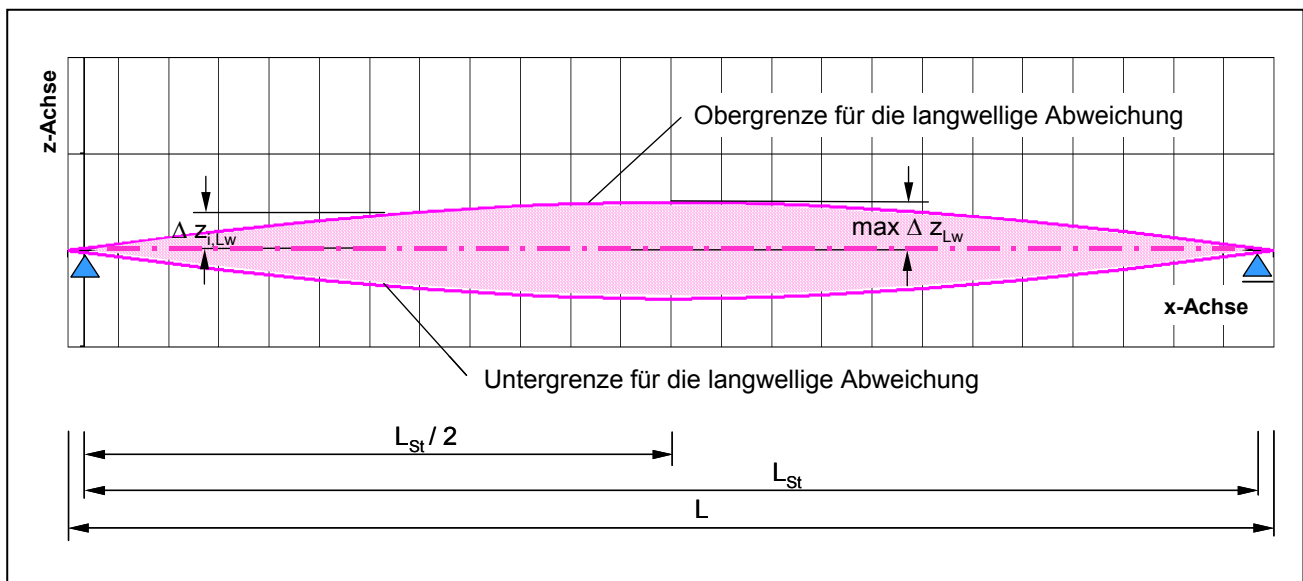 z-Achse
Obergrenze für die langwellige Abweichung
Δ z_i,Lw
max Δ z_Lw
x-Achse
Untergrenze für die langwellige Abweichung
L_St / 2
L_St
L